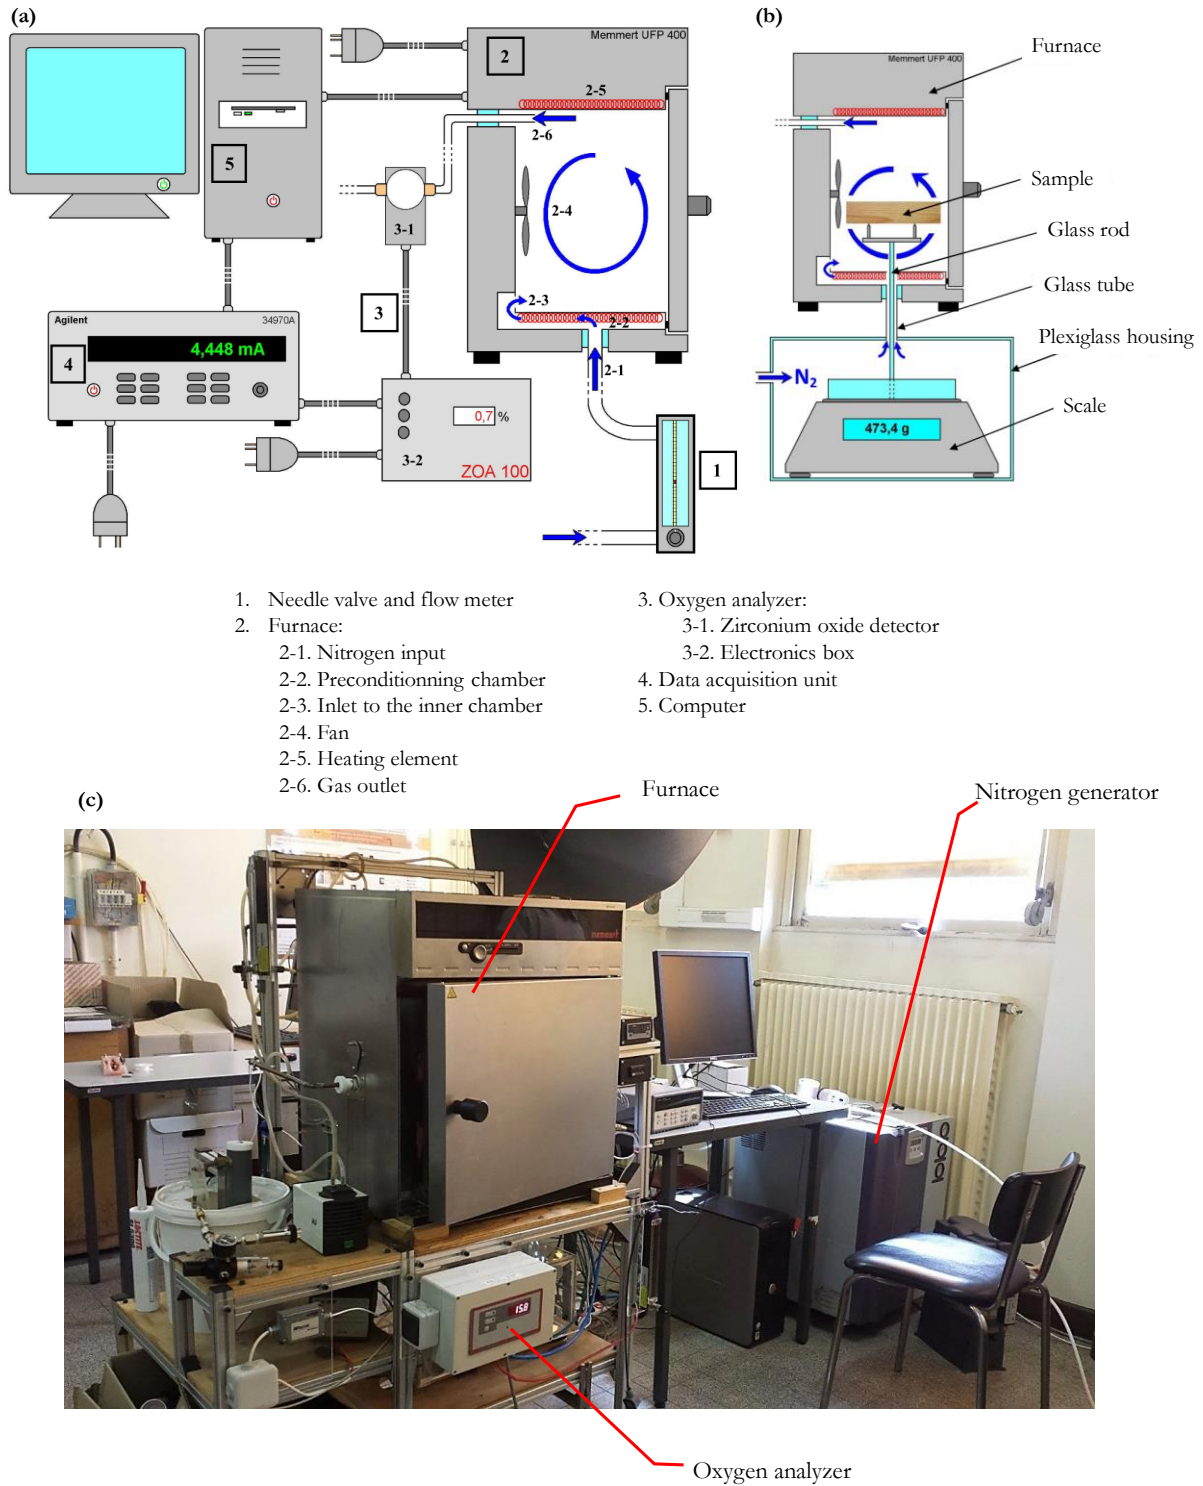 (a)
(b)
Memmert UFP 400
2
2-5
2-6
5
3-1
2-4
3
2-3
2-2
2-1
Agilent
34970A
4,448 mA
4
0,7 %
3-2
ZOA 100
1
Memmert UFP 400
Furnace
Sample
Glass rod
Glass tube
Plexiglass housing
N2
Scale
473,4 g
1. Needle valve and flow meter
2. Furnace:
2-1. Nitrogen input
2-2. Preconditionning chamber
2-3. Inlet to the inner chamber
2-4. Fan
2-5. Heating element
2-6. Gas outlet
3. Oxygen analyzer:
3-1. Zirconium oxide detector
3-2. Electronics box
4. Data acquisition unit
5. Computer
(c)
Furnace
Nitrogen generator
memmert
15.8
Oxygen analyzer